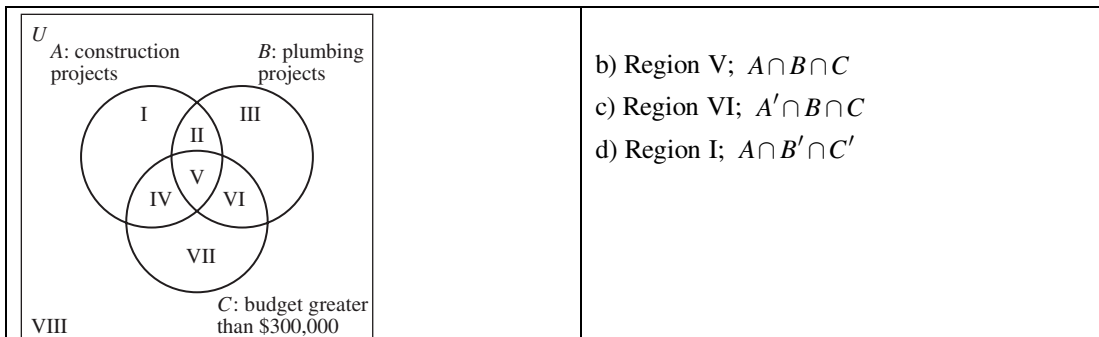 U
A: construction
projects
B: plumbing
projects
I
III
II
V
IV
VI
VII
C: budget greater
than $300,000
VIII
b) Region V; A∩B∩C
c) Region VI; A′∩B∩C
d) Region I; A∩B′∩C′